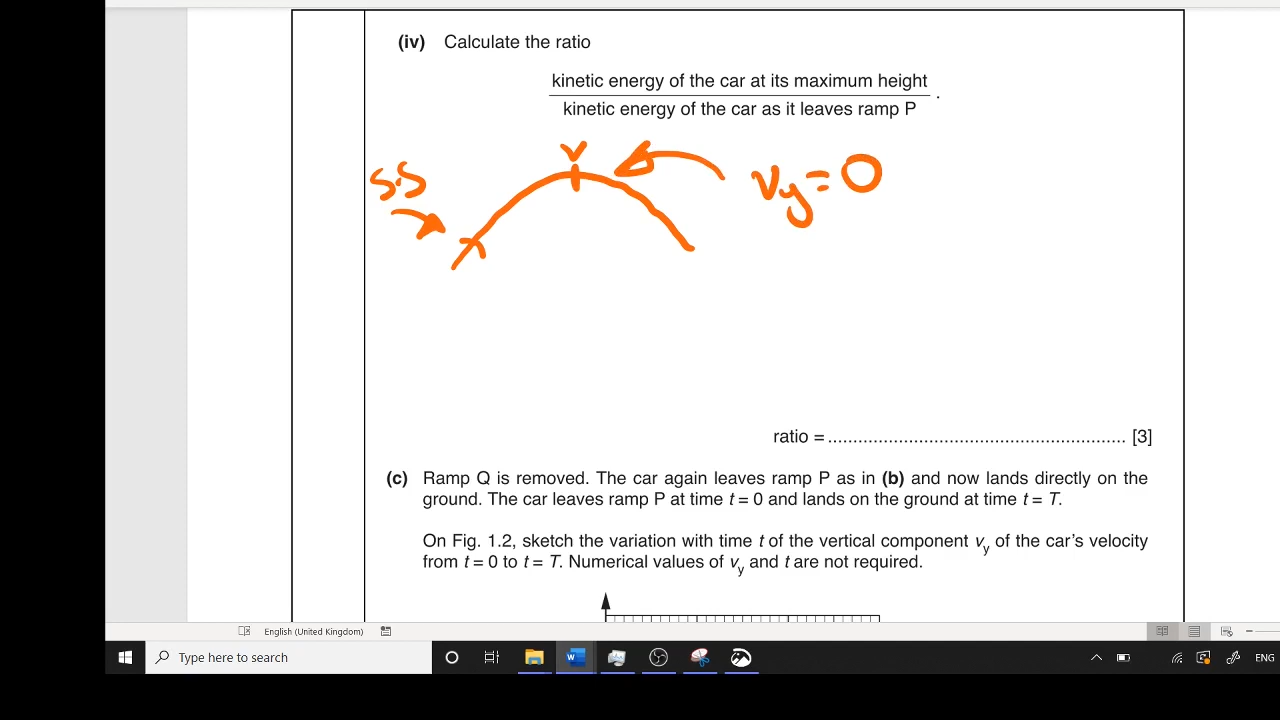 (iv) Calculate the ratio
kinetic energy of the car at its maximum height
kinetic energy of the car as it leaves ramp P
.
v
5.5
vy = 0
ratio = ............................................................ [3]
(c) Ramp Q is removed. The car again leaves ramp P as in (b) and now lands directly on the
ground. The car leaves ramp P at time t = 0 and lands on the ground at time t = T.
On Fig. 1.2, sketch the variation with time t of the vertical component vy of the car's velocity
from t = 0 to t = T. Numerical values of vy and t are not required.
English (United Kingdom)
Type here to search
ENG